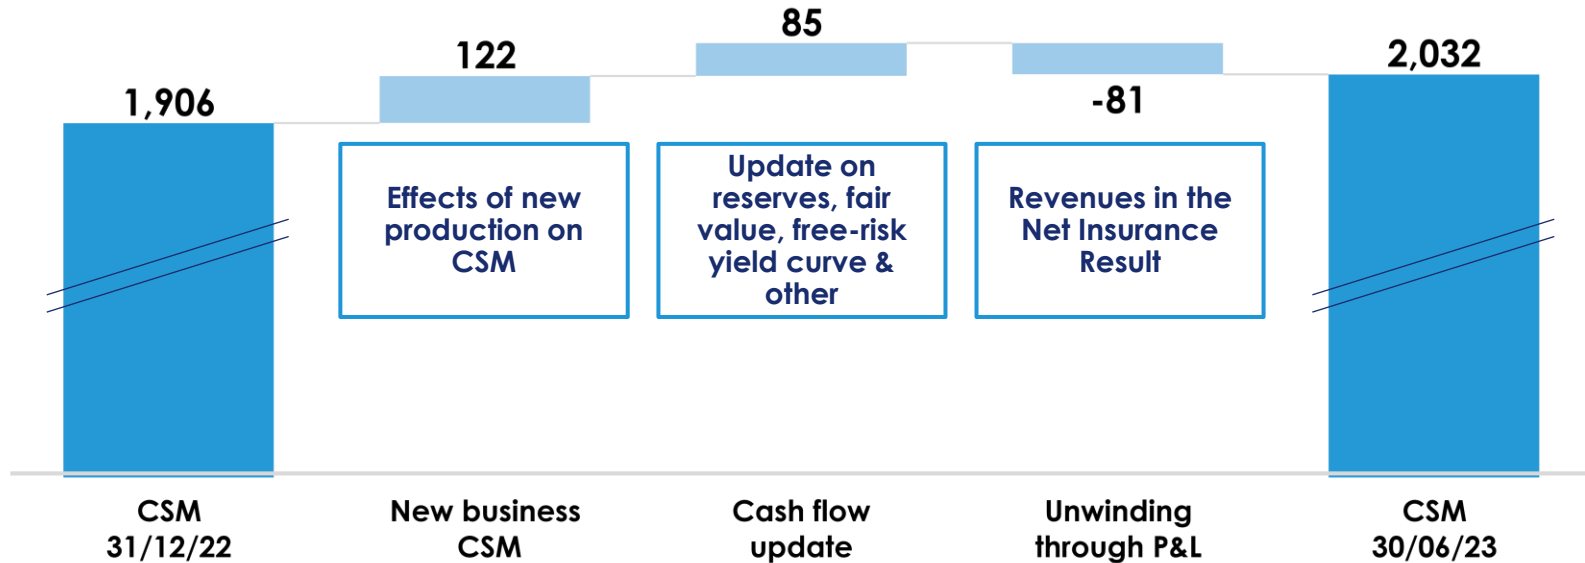 85
122
2,032
1,906
-81
Effects of new
production on
CSM
Update on
reserves, fair
value, free-risk
yield curve &
other
Revenues in the
Net Insurance
Result
CSM
31/12/22
New business
CSM
Cash flow
update
Unwinding
through P&L
CSM
30/06/23